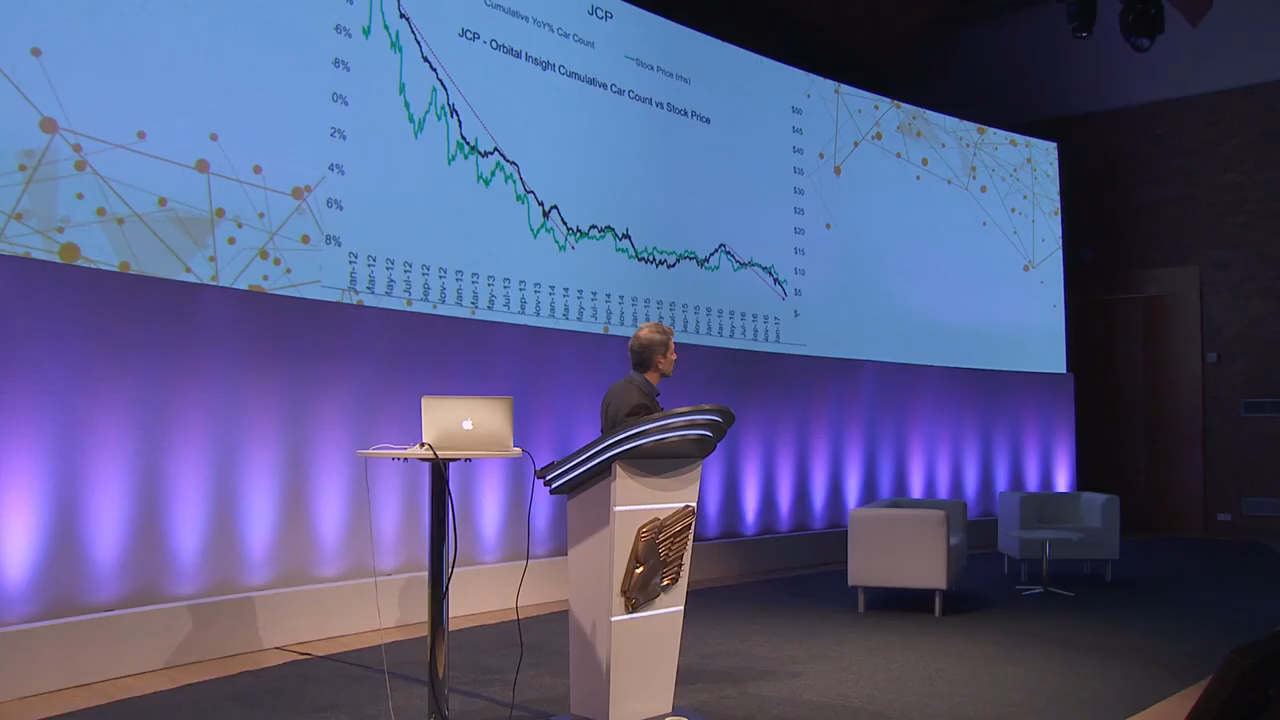 JCP
Cumulative YoY% Car Count
Stock Price (rhs)
JCP - Orbital Insight Cumulative Car Count vs Stock Price
-6%
-8%
0%
2%
4%
6%
8%
$50
$45
$40
$35
$30
$25
$20
$15
$10
$5
$-
Jan-12
Mar-12
May-12
Jul-12
Sep-12
Nov-12
Jan-13
Mar-13
May-13
Jul-13
Sep-13
Nov-13
Jan-14
Mar-14
May-14
Jul-14
Sep-14
Nov-14
Jan-15
Mar-15
May-15
Jul-15
Sep-15
Nov-15
Jan-16
Mar-16
May-16
Jul-16
Sep-16
Nov-16
Jan-17